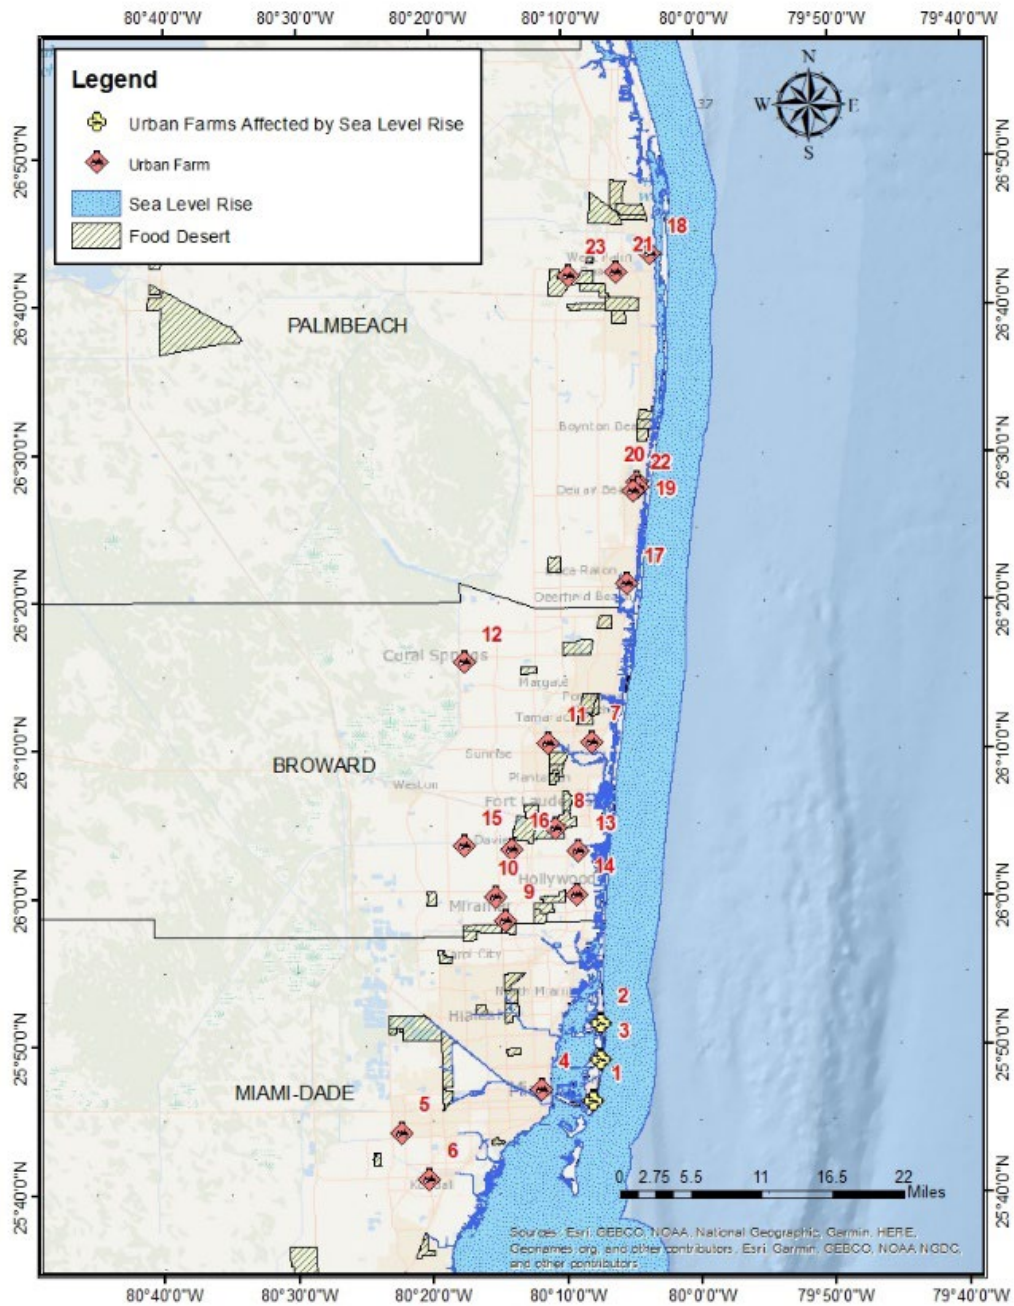 80°40'0"W 80°30'0"W 80°20'0"W 80°10'0"W 80°0'0"W 79°50'0"W 79°40'0"W
Legend
Urban Farms Affected by Sea Level Rise
Urban Farm
Sea Level Rise
Food Desert
N
W E
S
37
26°50'0"N 26°50'0"N
18
23 21
26°40'0"N 26°40'0"N
PALMBEACH
Boynton
26°30'0"N 20 22 26°30'0"N
19
17
Raton
26°20'0"N Deerfield 26°20'0"N
12
Coral Springs
Margate
11 7
Tamarac
26°10'0"N Sunrise 26°10'0"N
BROWARD
Weston
8
Fort
15 16 13
10 14
Hollywood
9
26°0'0"N Miramar 26°0'0"N
City
North Miami
2
3
25°50'0"N 4 25°50'0"N
1
MIAMI-DADE
5
6
0 2.75 5.5 11 16.5 22
Miles
25°40'0"N 25°40'0"N
Sources: Esri, GEBCO, NOAA, National Geographic, Garmin, HERE,
Geonames.org, and other contributors, Esri, Garmin, GEBCO, NOAA NGDC,
and other contributors
80°40'0"W 80°30'0"W 80°20'0"W 80°10'0"W 80°0'0"W 79°50'0"W 79°40'0"W